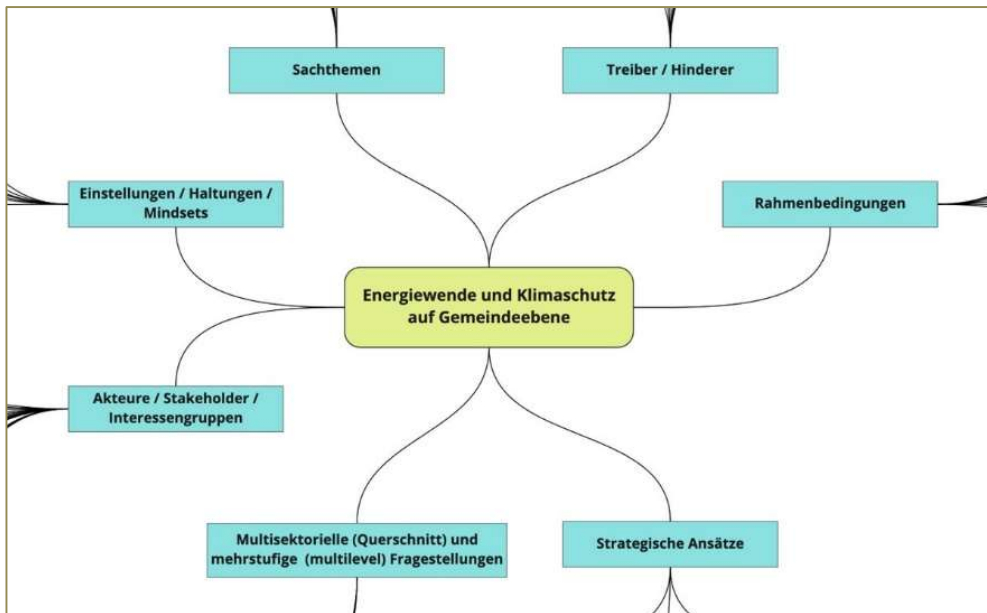 Sachthemen
Treiber / Hinderer
Einstellungen / Haltungen /
Mindsets
Rahmenbedingungen
Energiewende und Klimaschutz
auf Gemeindeebene
Akteure / Stakeholder /
Interessengruppen
Multisektorielle (Querschnitt) und
mehrstufige (multilevel) Fragestellungen
Strategische Ansätze